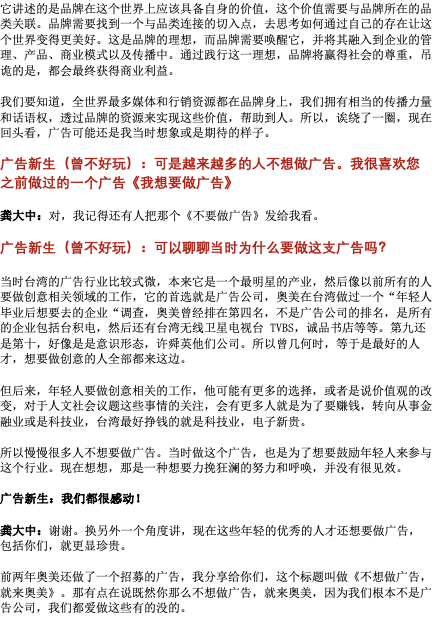 它讲述的是品牌在这个世界上应该具备自身的价值，这个价值需要与品牌所在的品
类关联。品牌需要找到一个与品类连接的切入点，去思考如何通过自己的存在让这
个世界变得更美好。这是品牌的理想，而品牌需要唤醒它，并将其融入到企业的管
理、产品、商业模式以及传播中。通过践行这一理想，品牌将赢得社会的尊重，吊
诡的是，都会最终获得商业利益。
我们要知道，全世界最多媒体和行销资源都在品牌身上，我们拥有相当的传播力量
和话语权，透过品牌的资源来实现这些价值，帮助到人。所以，诶绕了一圈，现在
回头看，广告可能还是我当时想象或是期待的样子。
广告新生（曾不好玩）：可是越来越多的人不想做广告。我很喜欢您
之前做过的一个广告《我想要做广告》
龚大中：对，我记得还有人把那个《不要做广告》发给我看。
广告新生（曾不好玩）：可以聊聊当时为什么要做这支广告吗？
当时台湾的广告行业比较式微，本来它是一个最明星的产业，然后像以前所有的人
要做创意相关领域的工作，它的首选就是广告公司，奥美在台湾做过一个“年轻人
毕业后想要去的企业“调查，奥美曾经排在第四名，不是广告公司的排名，是所有
的企业包括台积电，然后还有台湾无线卫星电视台 TVBS，诚品书店等等。第九还
是第十，好像是是意识形态，许舜英他们公司。所以曾几何时，等于是最好的人
才，想要做创意的人全部都来这边。
但后来，年轻人要做创意相关的工作，他可能有更多的选择，或者是说价值观的改
变，对于人文社会议题这些事情的关注，会有更多人就是为了要赚钱，转向从事金
融业或是科技业，台湾最好挣钱的就是科技业，电子新贵。
所以慢慢很多人不想要做广告。当时做这个广告，也是为了想要鼓励年轻人来参与
这个行业。现在想想，那是一种想要力挽狂澜的努力和呼唤，并没有很见效。
广告新生：我们都很感动！
龚大中：谢谢。换另外一个角度讲，现在这些年轻的优秀的人才还想要做广告，
包括你们，就更显珍贵。
前两年奥美还做了一个招募的广告，我分享给你们，这个标题叫做《不想做广告，
就来奥美》。那有点在说既然你那么不想做广告，就来奥美，因为我们根本不是广
告公司，我们都爱做这些有的没的。